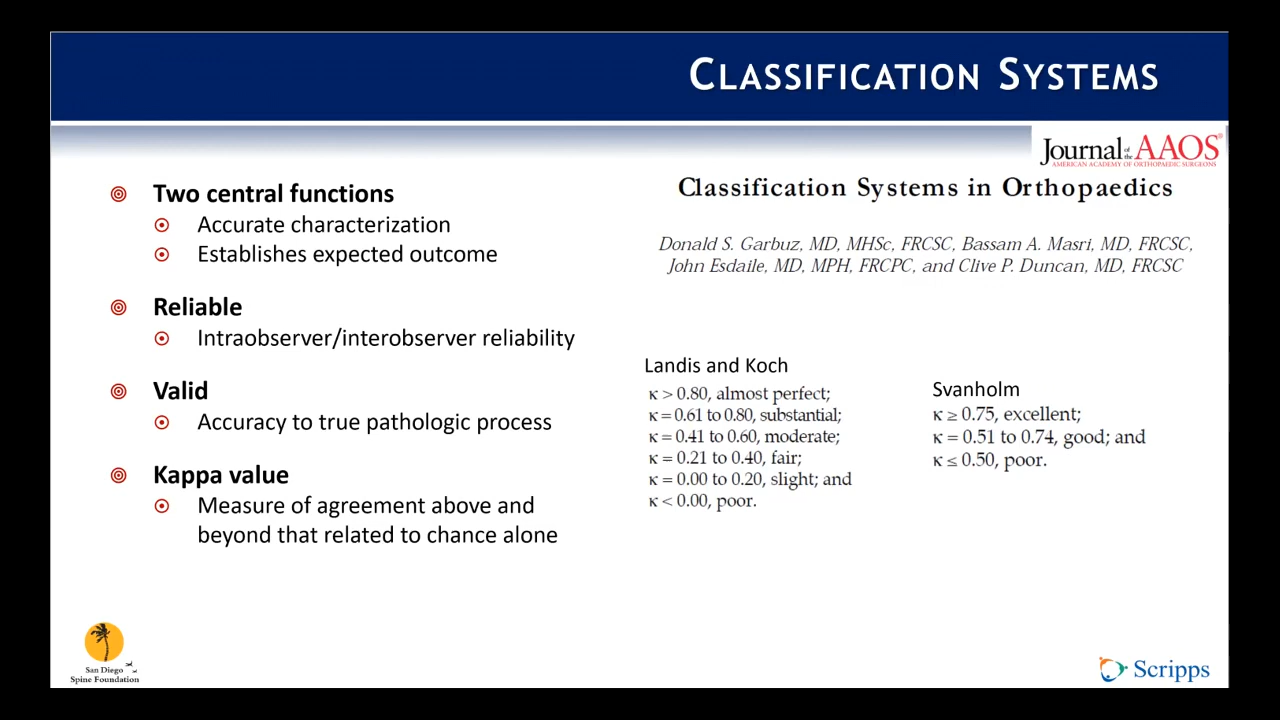 CLASSIFICATION SYSTEMS
Journal of the AAOS®
AMERICAN ACADEMY OF ORTHOPAEDIC SURGEONS
Two central functions
Accurate characterization
Establishes expected outcome
Reliable
Intraobserver/interobserver reliability
Valid
Accuracy to true pathologic process
Kappa value
Measure of agreement above and
beyond that related to chance alone
Classification Systems in Orthopaedics
Donald S. Garbuz, MD, MHSc, FRCSC, Bassam A. Masri, MD, FRCSC,
John Esdaile, MD, MPH, FRCPC, and Clive P. Duncan, MD, FRCSC
Landis and Koch
κ > 0.80, almost perfect;
κ = 0.61 to 0.80, substantial;
κ = 0.41 to 0.60, moderate;
κ = 0.21 to 0.40, fair;
κ = 0.00 to 0.20, slight; and
κ < 0.00, poor.
Svanholm
κ ≥ 0.75, excellent;
κ = 0.51 to 0.74, good; and
κ ≤ 0.50, poor.
San Diego
Spine Foundation
Scripps